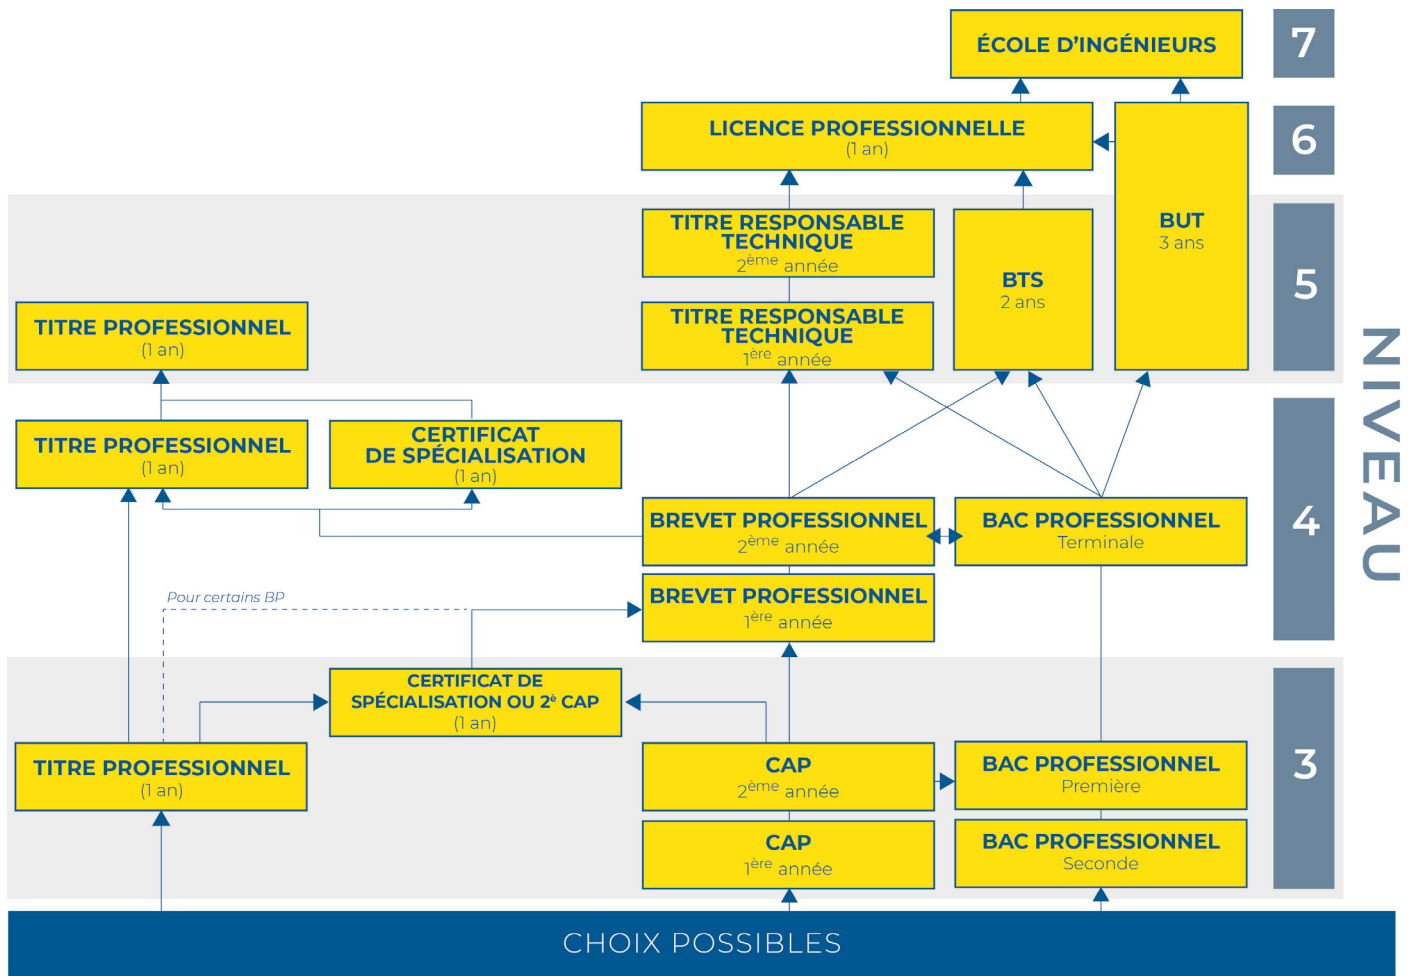 ÉCOLE D'INGÉNIEURS
7
LICENCE PROFESSIONNELLE
(1 an)
6
TITRE RESPONSABLE
TECHNIQUE
2ème année
BTS
2 ans
BUT
3 ans
5
TITRE PROFESSIONNEL
(1 an)
TITRE RESPONSABLE
TECHNIQUE
1ère année
NIVEAU
TITRE PROFESSIONNEL
(1 an)
CERTIFICAT
DE SPÉCIALISATION
(1 an)
BREVET PROFESSIONNEL
2ème année
BAC PROFESSIONNEL
Terminale
4
Pour certains BP
BREVET PROFESSIONNEL
1ère année
CERTIFICAT DE
SPÉCIALISATION OU 2è CAP
(1 an)
TITRE PROFESSIONNEL
(1 an)
CAP
2ème année
BAC PROFESSIONNEL
Première
3
CAP
1ère année
BAC PROFESSIONNEL
Seconde
CHOIX POSSIBLES